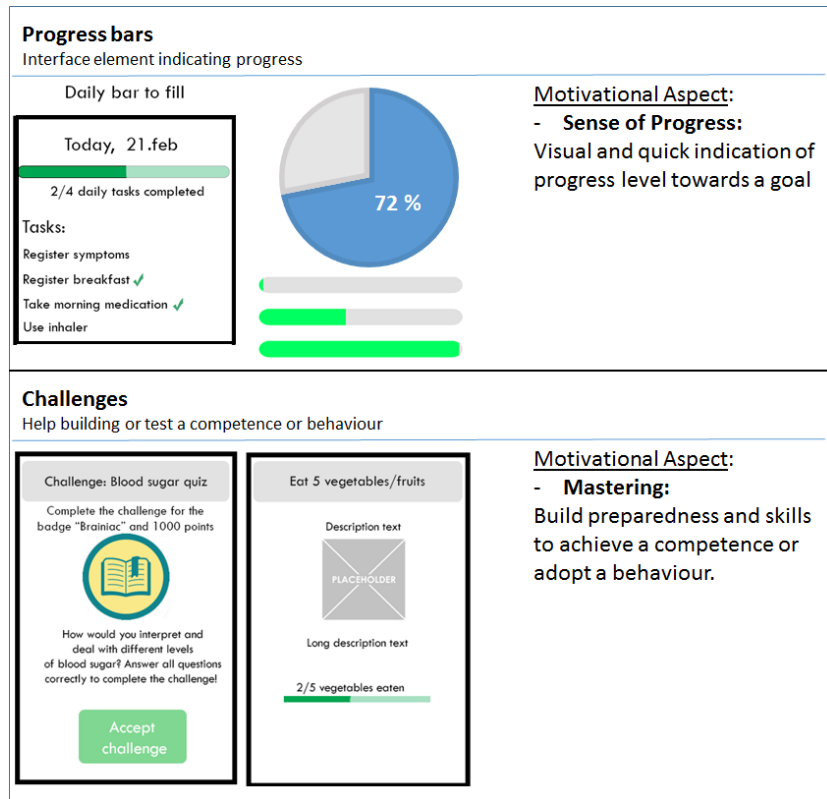 Progress bars
Interface element indicating progress
Daily bar to fill
Today, 21.feb
2/4 daily tasks completed
Tasks:
Register symptoms
Register breakfast ✓
Take morning medication ✓
Use inhaler
72 %
Motivational Aspect:
- Sense of Progress:
Visual and quick indication of
progress level towards a goal
Challenges
Help building or test a competence or behaviour
Challenge: Blood sugar quiz
Complete the challenge for the
badge “Brainiac” and 1000 points
How would you interpret and
deal with different levels
of blood sugar? Answer all questions
correctly to complete the challenge!
Accept
challenge
Eat 5 vegetables/fruits
Description text
PLACEHOLDER
Long description text
2/5 vegetables eaten
Motivational Aspect:
- Mastering:
Build preparedness and skills
to achieve a competence or
adopt a behaviour.